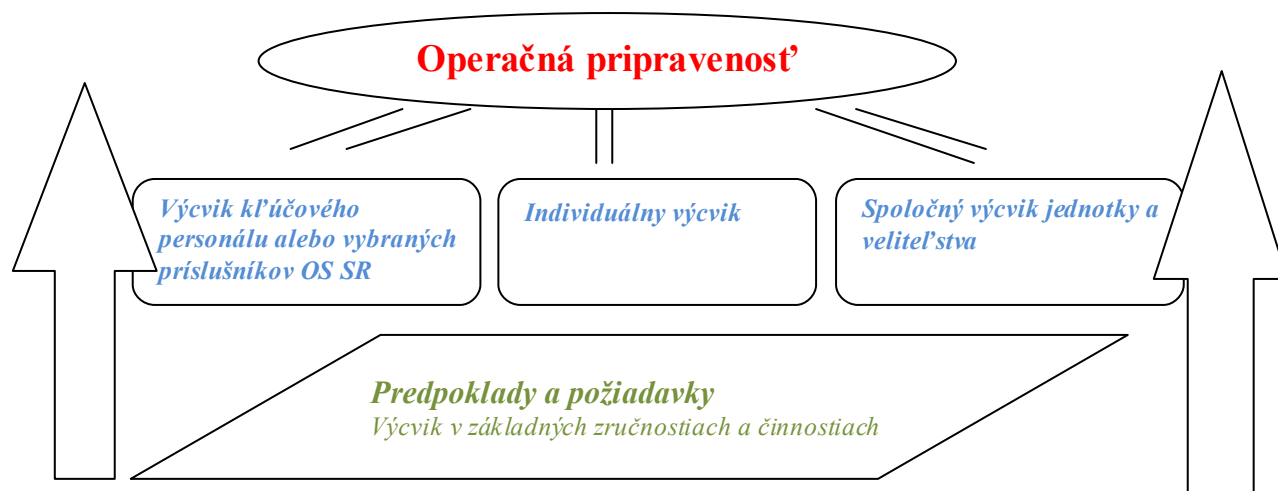 Operačná pripravenosť
Výcvik kľúčového
personálu alebo vybraných
príslušníkov OS SR
Individuálny výcvik
Spoločný výcvik jednotky a
veliteľstva
Predpoklady a požiadavky
Výcvik v základných zručnostiach a činnostiach